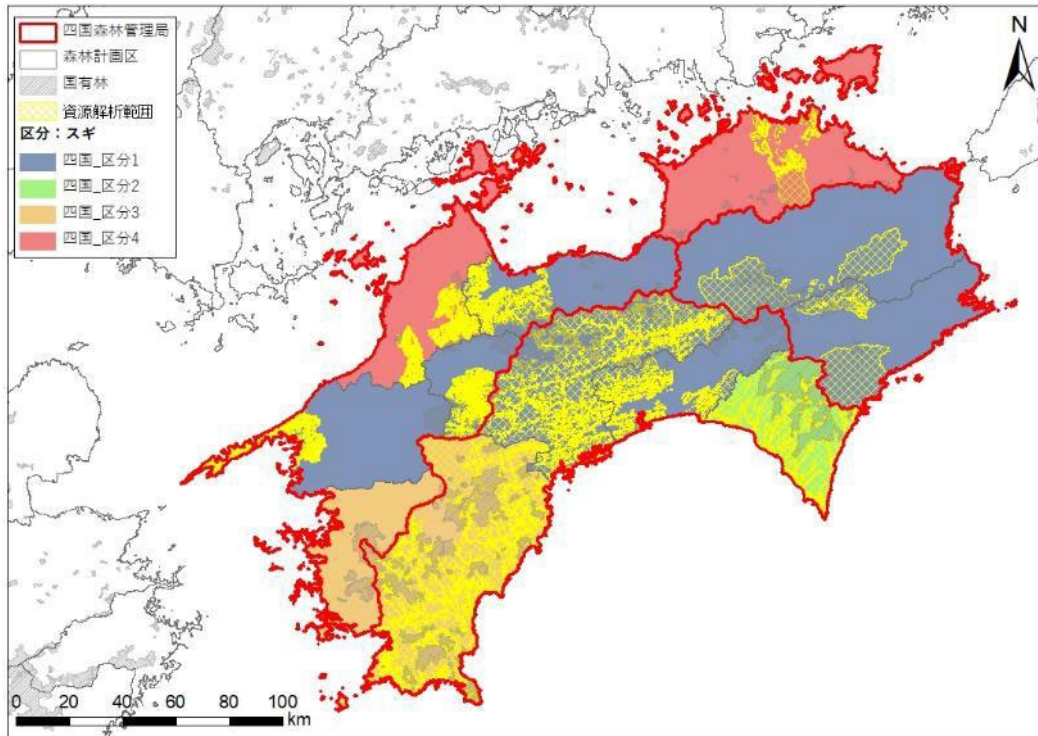 四国森林管理局
森林計画区
国有林
資源解析範囲
区分：スギ
四国_区分1
四国_区分2
四国_区分3
四国_区分4
N
0 20 40 60 80 100
km